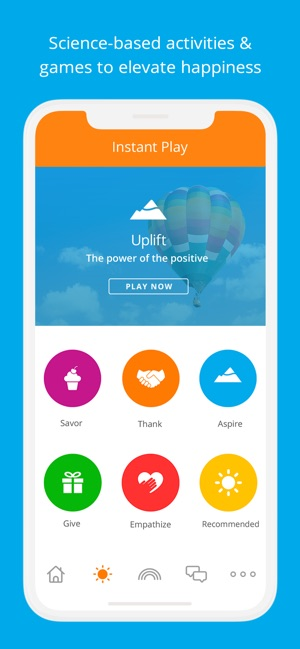 Science-based activities &
games to elevate happiness
Instant Play
Uplift
The power of the positive
PLAY NOW
Savor
Thank
Aspire
Give
Empathize
Recommended